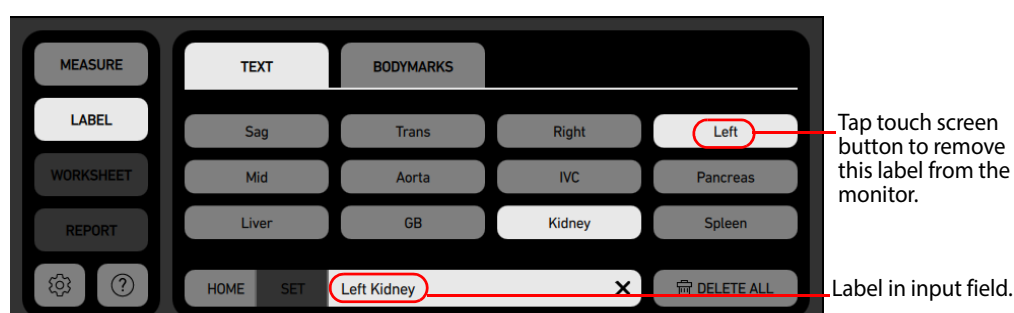 MEASURE
TEXT
BODYMARKS
LABEL
Sag
Trans
Right
Left
Tap touch screen
button to remove
this label from the
monitor.
WORKSHEET
Mid
Aorta
IVC
Pancreas
REPORT
Liver
GB
Kidney
Spleen
?
HOME
SET
Left Kidney
X
DELETE ALL
Label in input field.